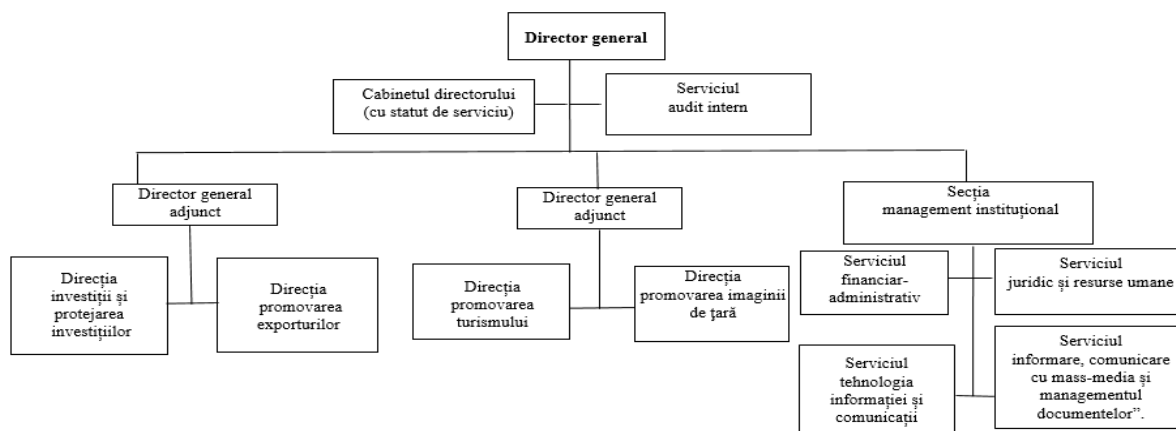 Director general
Cabinetul directorului
(cu statut de serviciu)
Serviciul
audit intern
Director general
adjunct
Director general
adjunct
Secția
management instituțional
Direcția
investiții și
protejarea
investițiilor
Direcția
promovarea
exporturilor
Direcția
promovarea
turismului
Direcția
promovarea imaginii
de ţară
Serviciul
financiar-
administrativ
Serviciul
juridic și resurse umane
Serviciul
tehnologia
informației și
comunicații
Serviciul
informare, comunicare
cu mass-media și
managementul
documentelor”.